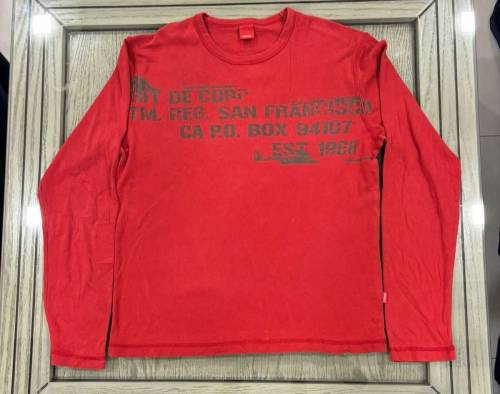 DE CORP
TM. REG. SAN FRANCISCO
CA P.O. BOX 94107
EST. 1968